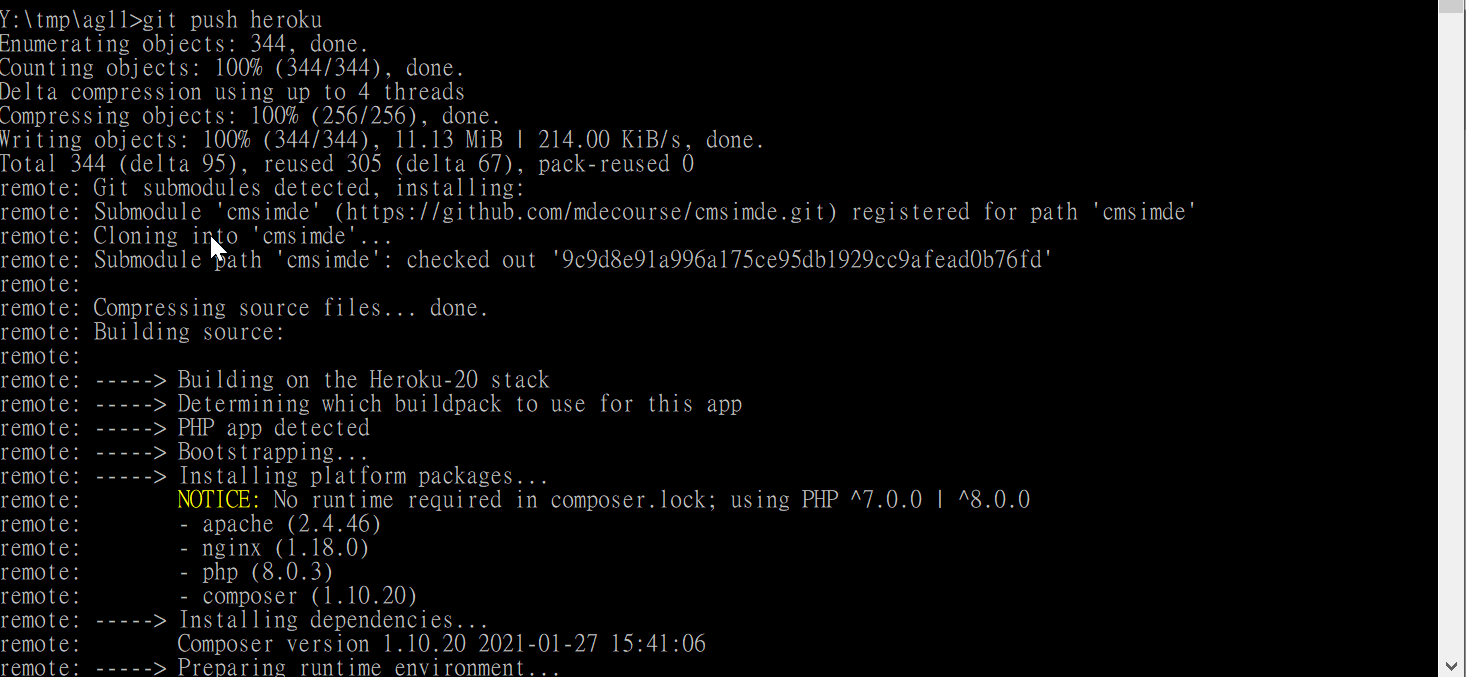 Y:\tmp\ag11>git push heroku
Enumerating objects: 344, done.
Counting objects: 100% (344/344), done.
Delta compression using up to 4 threads
Compressing objects: 100% (256/256), done.
Writing objects: 100% (344/344), 11.13 MiB | 214.00 KiB/s, done.
Total 344 (delta 95), reused 305 (delta 67), pack-reused 0
remote: Git submodules detected, installing:
remote: Submodule 'cmsimde' (https://github.com/mdecourse/cmsimde.git) registered for path 'cmsimde'
remote: Cloning into 'cmsimde'...
remote: Submodule path 'cmsimde': checked out '9c9d8e91a996a175ce95db1929cc9afead0b76fd'
remote:
remote: Compressing source files... done.
remote: Building source:
remote:
remote: -----> Building on the Heroku-20 stack
remote: -----> Determining which buildpack to use for this app
remote: -----> PHP app detected
remote: -----> Bootstrapping...
remote: -----> Installing platform packages...
remote:        NOTICE: No runtime required in composer.lock; using PHP ^7.0.0 | ^8.0.0
remote:        - apache (2.4.46)
remote:        - nginx (1.18.0)
remote:        - php (8.0.3)
remote:        - composer (1.10.20)
remote: -----> Installing dependencies...
remote:        Composer version 1.10.20 2021-01-27 15:41:06
remote: -----> Preparing runtime environment...